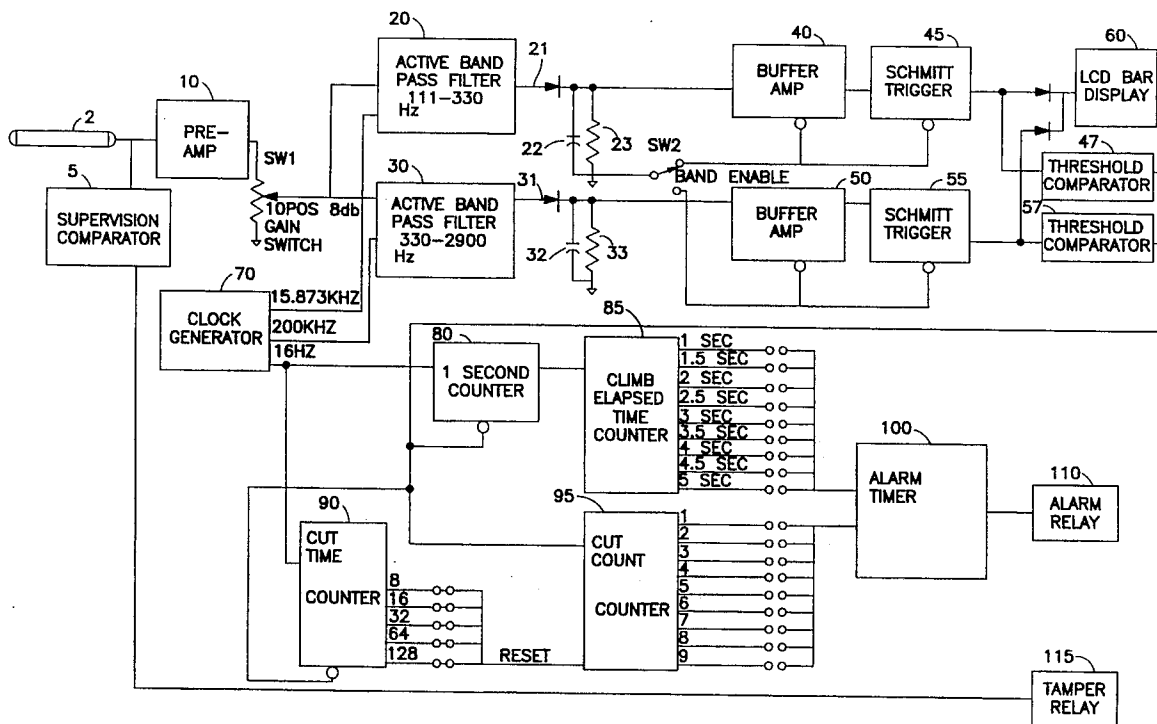 20
ACTIVE BAND
PASS FILTER
111-330
Hz
21
22
23
40
BUFFER
AMP
45
SCHMITT
TRIGGER
60
LCD BAR
DISPLAY
2
10
PRE-
AMP
SW1
10POS 8db
GAIN
SWITCH
5
SUPERVISION
COMPARATOR
30
ACTIVE BAND
PASS FILTER
330-2900
Hz
31
32
33
SW2
BAND ENABLE
50
BUFFER
AMP
55
SCHMITT
TRIGGER
47
THRESHOLD
COMPARATOR
57
THRESHOLD
COMPARATOR
70
CLOCK
GENERATOR
15.873KHZ
200KHZ
16HZ
80
1 SECOND
COUNTER
85
CLIMB
ELAPSED
TIME
COUNTER
1 SEC
1.5 SEC
2 SEC
2.5 SEC
3 SEC
3.5 SEC
4 SEC
4.5 SEC
5 SEC
100
ALARM
TIMER
110
ALARM
RELAY
90
CUT
TIME
COUNTER
8
16
32
64
128
RESET
95
CUT
COUNT
COUNTER
1
2
3
4
5
6
7
8
9
115
TAMPER
RELAY